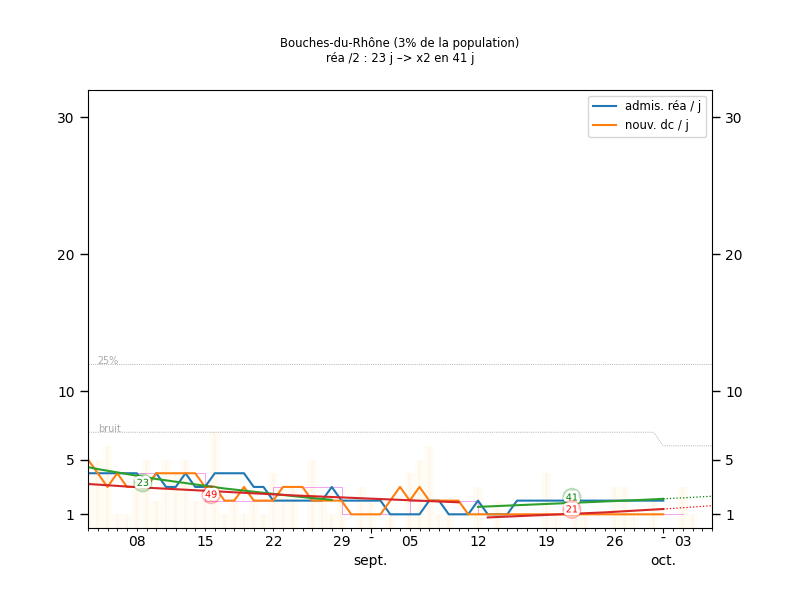 Bouches-du-Rhône (3% de la population)
réa /2 : 23 j –> x2 en 41 j
admis. réa / j
nouv. dc / j
30 30
20 20
25%
10 10
bruit
5 5
23 49 41 21
1 1
08 15 22 29 - 05 12 19 26 - 03
sept. oct.